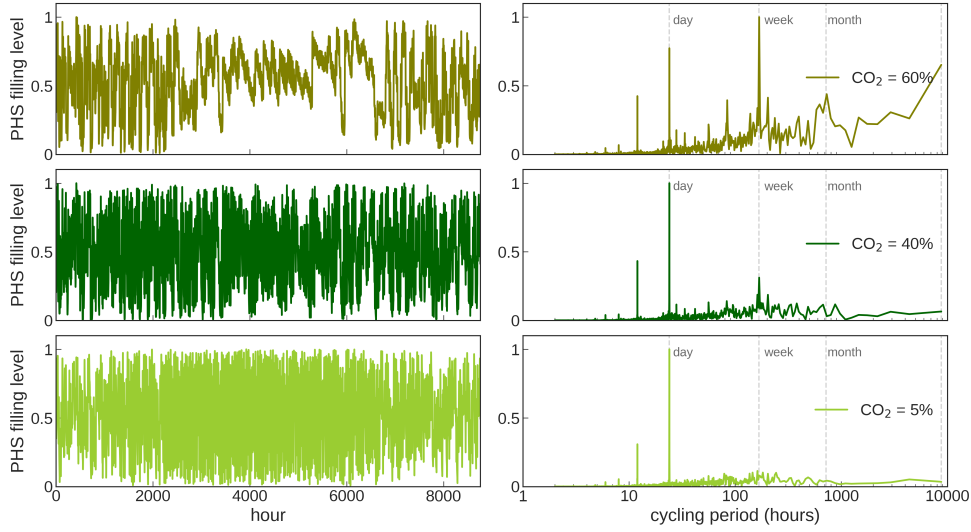 PHS filling level
1
0.5
0
day
week
month
CO₂ = 60%
PHS filling level
1
0.5
0
day
week
month
CO₂ = 40%
PHS filling level
1
0.5
0
day
week
month
CO₂ = 5%
0 2000 4000 6000 8000
hour
1 10 100 1000 10000
cycling period (hours)
1
0.5
0
1
0.5
0
1
0.5
0